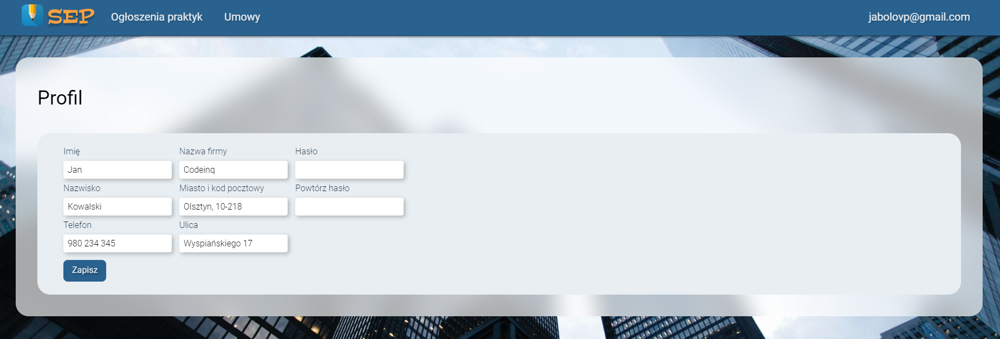 SEP Ogłoszenia praktyk Umowy jabolovp@gmail.com
Profil
Imię Nazwa firmy Hasło
Jan Codeinq
Nazwisko Miasto i kod pocztowy Powtórz hasło
Kowalski Olsztyn, 10-218
Telefon Ulica
980 234 345 Wyspiańskiego 17
Zapisz